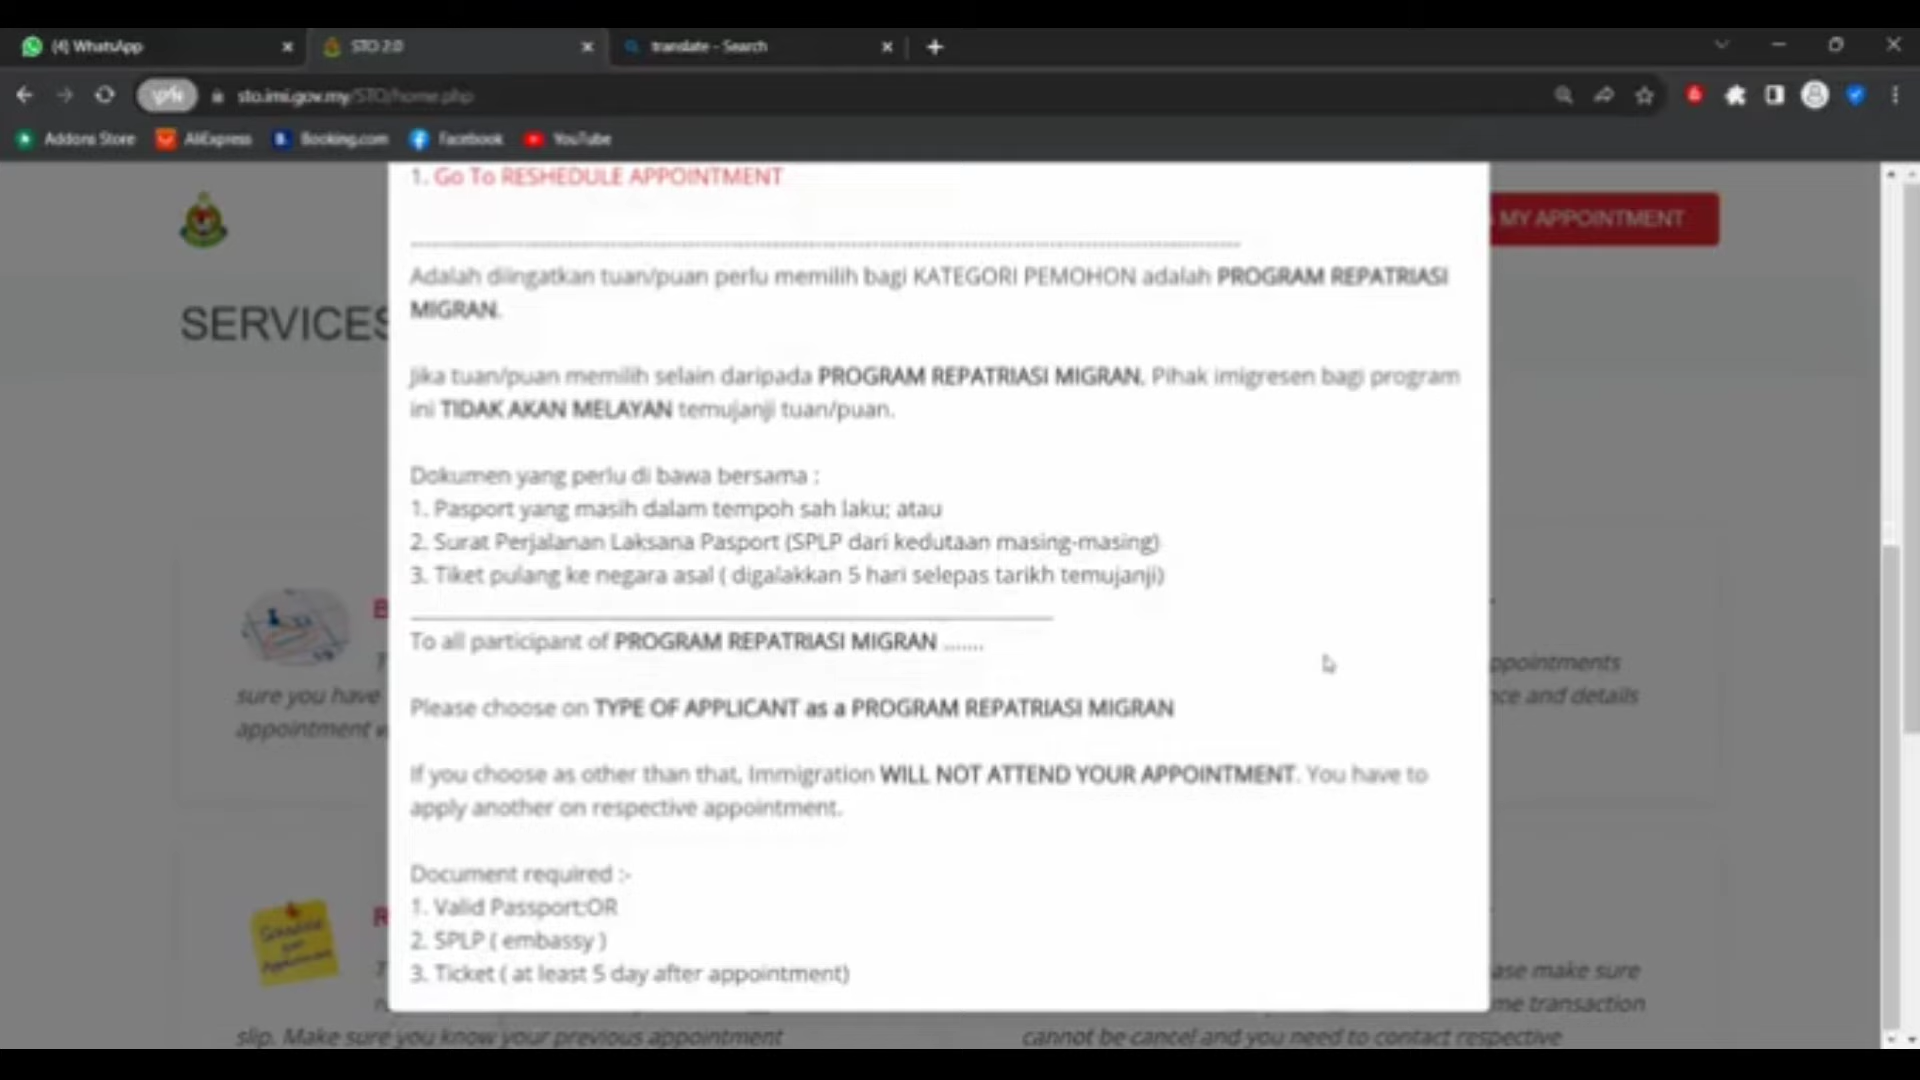 (4) WhatsApp
STO 2.0
translate - Search
VPN
sto.imi.gov.my/STO/home.php
Addons Store
AliExpress
Booking.com
Facebook
YouTube
1. Go To RESHEDULE APPOINTMENT
MY APPOINTMENT
SERVICES
Adalah diingatkan tuan/puan perlu memilih bagi KATEGORI PEMOHON adalah PROGRAM REPATRIASI
MIGRAN.
Jika tuan/puan memilih selain daripada PROGRAM REPATRIASI MIGRAN, Pihak imigresen bagi program
ini TIDAK AKAN MELAYAN temujanji tuan/puan.
Dokumen yang perlu di bawa bersama :
1. Pasport yang masih dalam tempoh sah laku; atau
2. Surat Perjalanan Laksana Pasport (SPLP dari kedutaan masing-masing)
3. Tiket pulang ke negara asal ( digalakkan 5 hari selepas tarikh temujanji)
To all participant of PROGRAM REPATRIASI MIGRAN .......
Please choose on TYPE OF APPLICANT as a PROGRAM REPATRIASI MIGRAN
If you choose as other than that, Immigration WILL NOT ATTEND YOUR APPOINTMENT. You have to
apply another on respective appointment.
Document required :-
1. Valid Passport;OR
2. SPLP ( embassy )
3. Ticket ( at least 5 day after appointment)
sure you have
appointment
ppointments
nce and details
ase make sure
me transaction
slip. Make sure you know your previous appointment
cannot be cancel and you need to contact respective